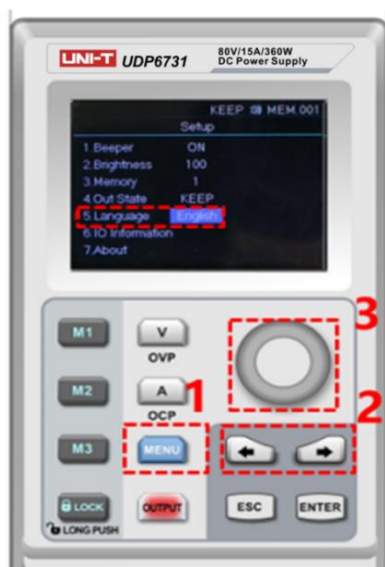 UNI-T UDP6731 80V/15A/360W
DC Power Supply
KEEP MEM.001
Setup
1.Beeper ON
2.Brightness 100
3.Memory 1
4.Out State KEEP
5.Language English
6.IO Information
7.About
3
M1 V
OVP
M2 A 1
OCP
2
M3 MENU
LOCK OUTPUT ESC ENTER
LONG PUSH